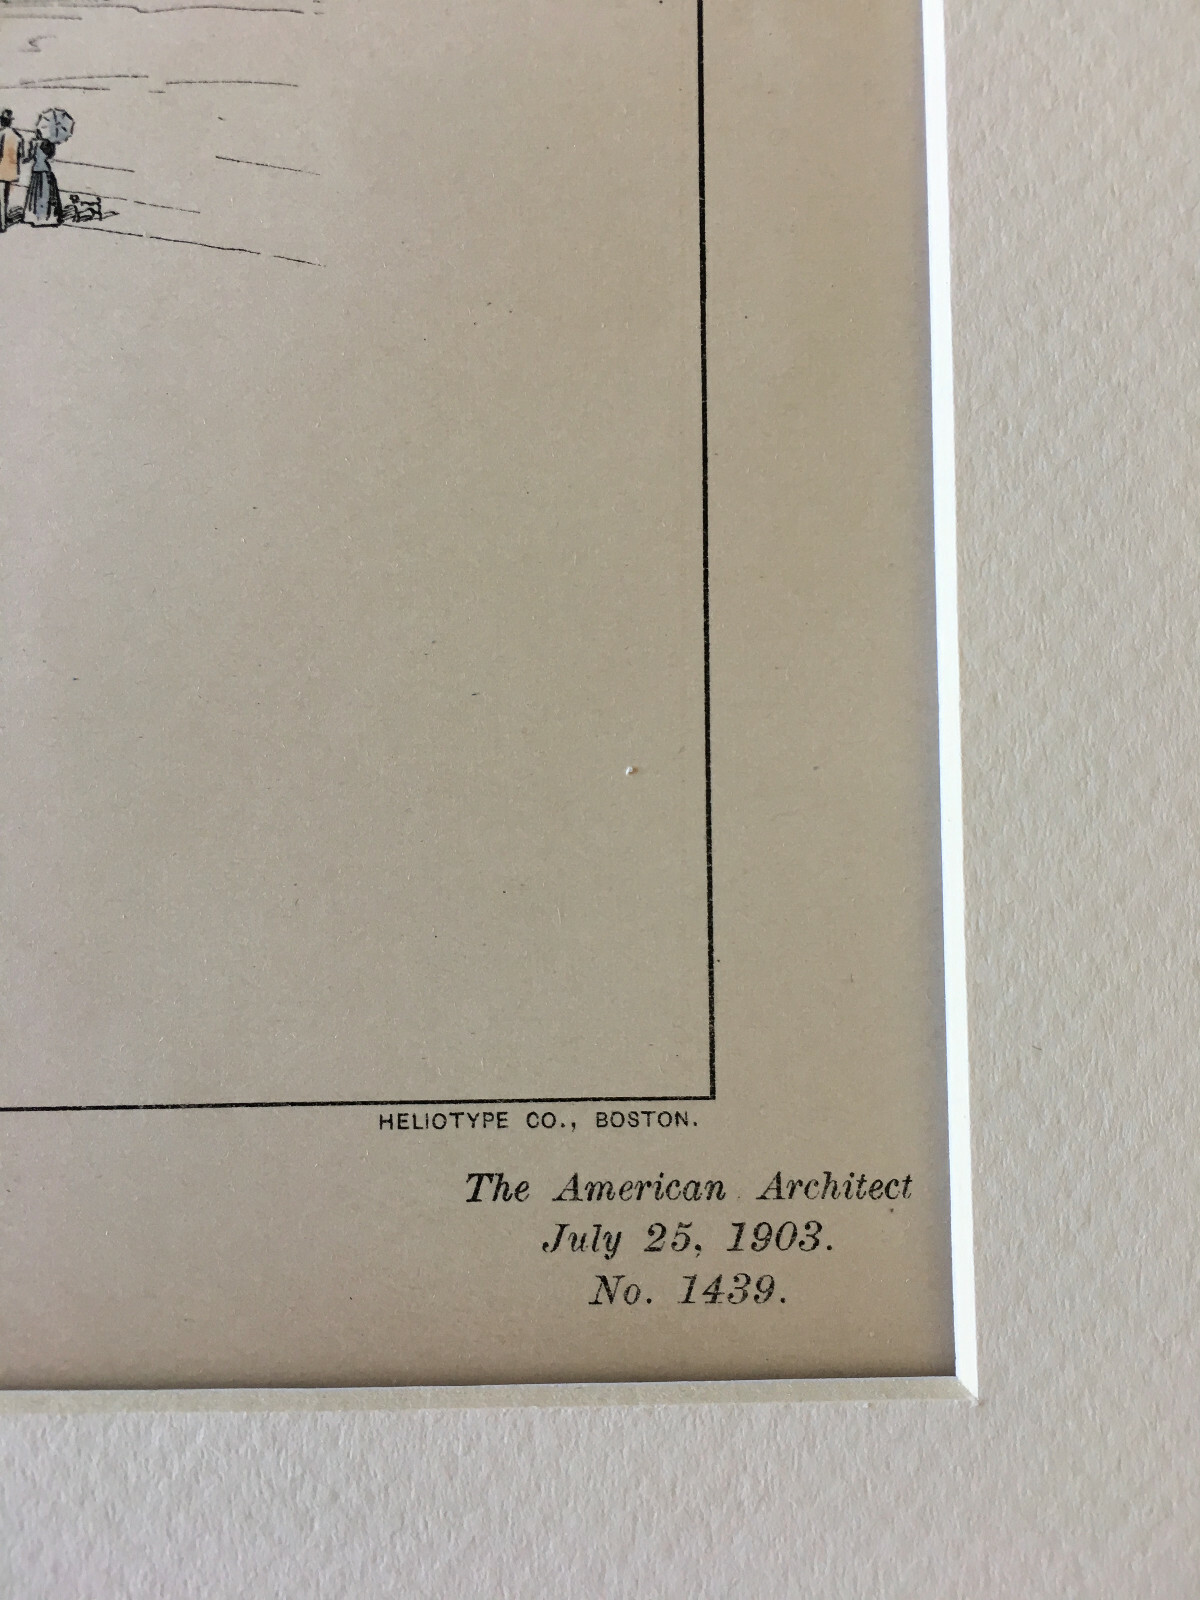 HELIOTYPE CO., BOSTON.
The American Architect
July 25, 1903.
No. 1439.